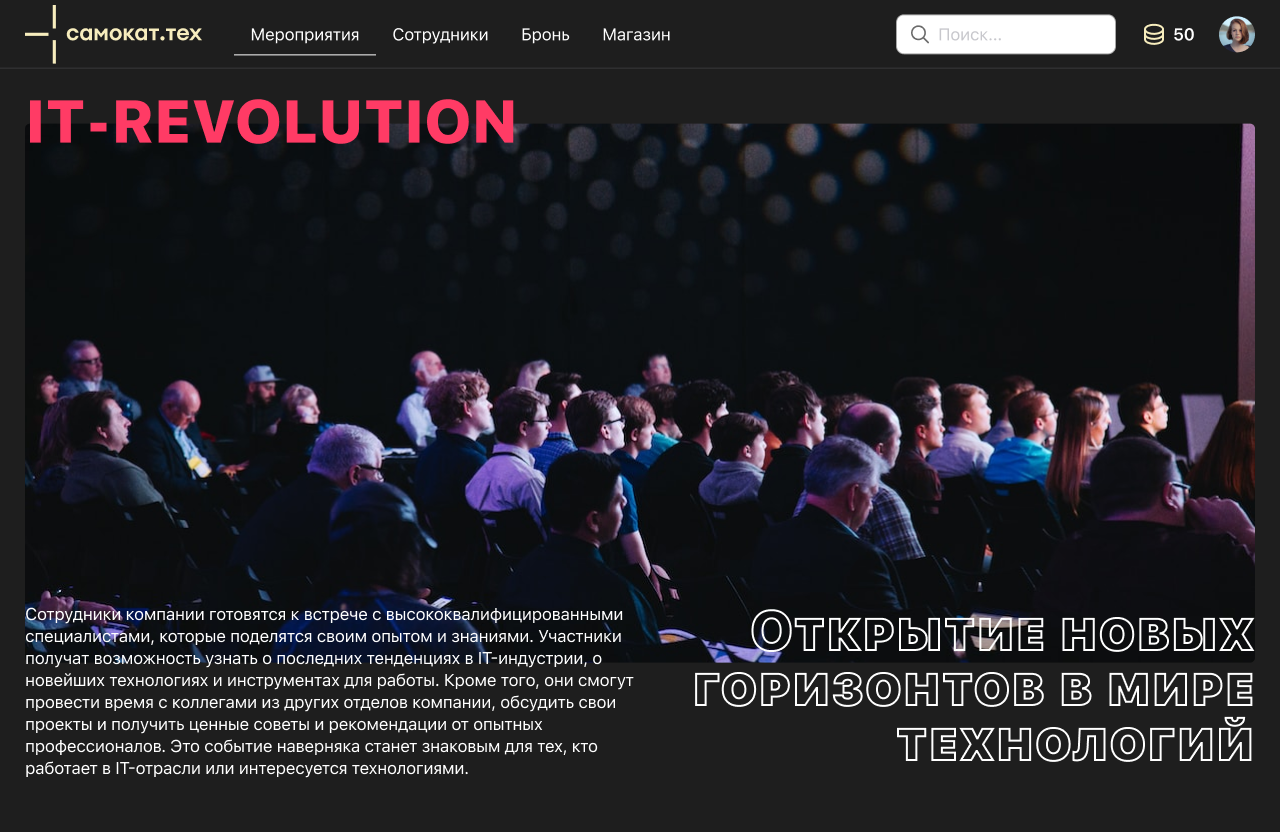 самокат.тех
Мероприятия
Сотрудники
Бронь
Магазин
Поиск...
50
IT-REVOLUTION
Сотрудники компании готовятся к встрече с высококвалифицированными
специалистами, которые поделятся своим опытом и знаниями. Участники
получат возможность узнать о последних тенденциях в IT-индустрии, о
новейших технологиях и инструментах для работы. Кроме того, они смогут
провести время с коллегами из других отделов компании, обсудить свои
проекты и получить ценные советы и рекомендации от опытных
профессионалов. Это событие наверняка станет знаковым для тех, кто
работает в IT-отрасли или интересуется технологиями.
Открытие новых
горизонтов в мире
технологий